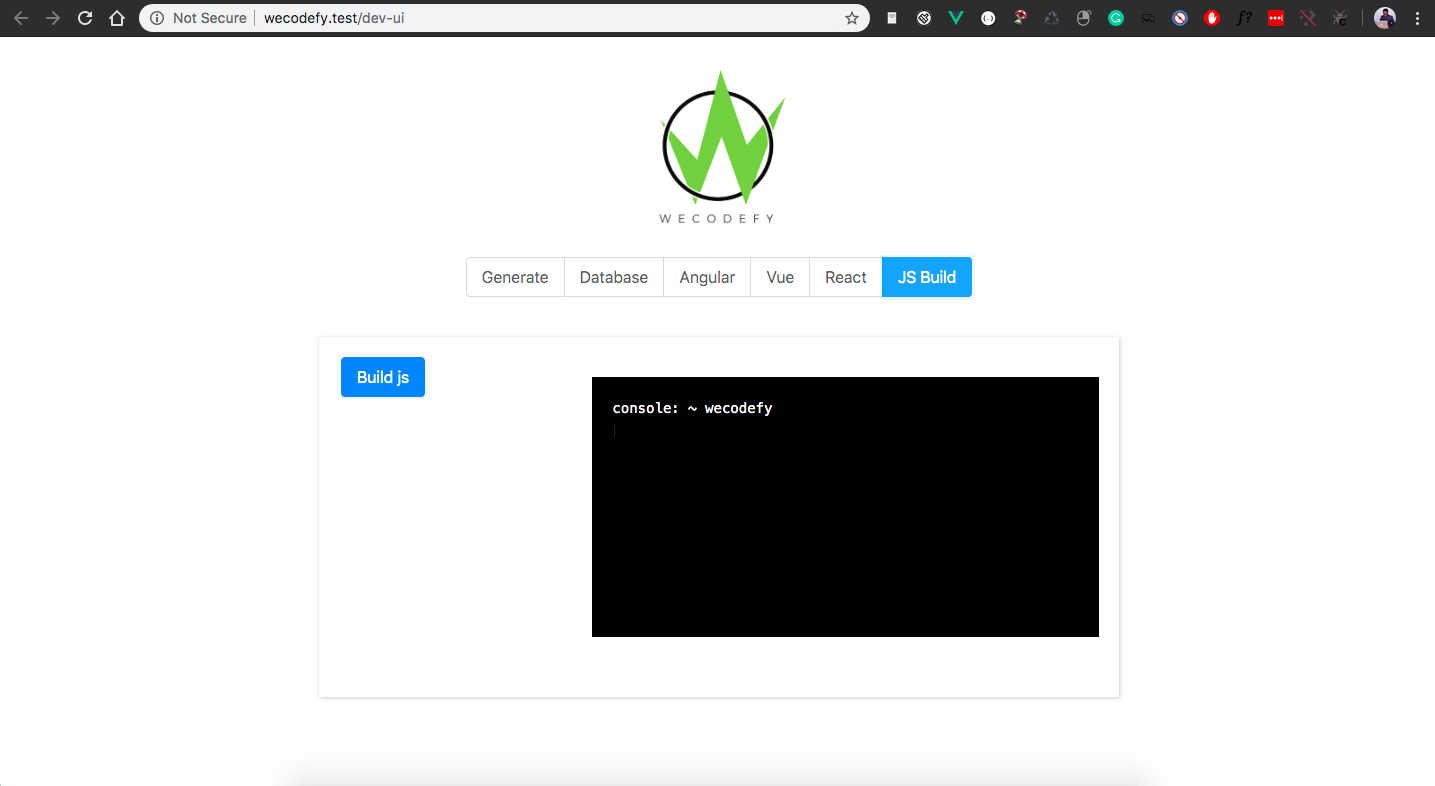 Not Secure wecodefy.test/dev-ui
f?
WECODEFY
Generate Database Angular Vue React JS Build
Build js
console: ~ wecodefy